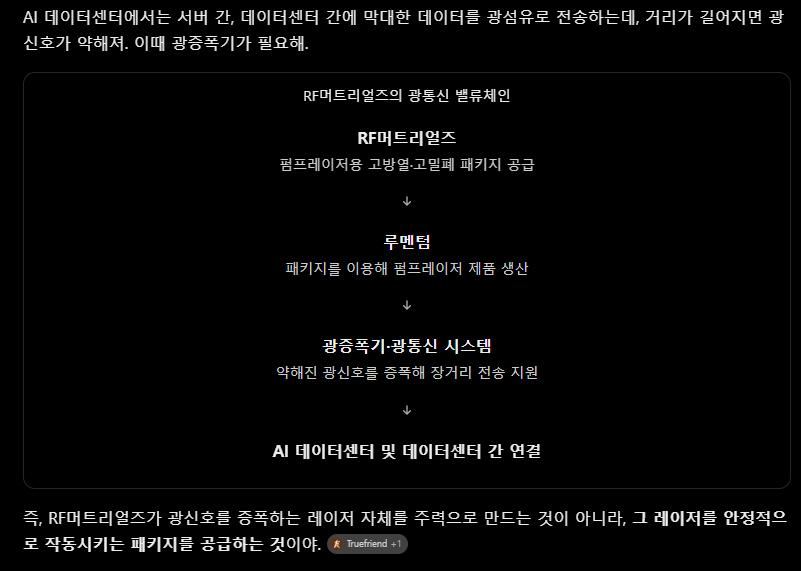 AI 데이터센터에서는 서버 간, 데이터센터 간에 막대한 데이터를 광섬유로 전송하는데, 거리가 길어지면 광
신호가 약해져. 이때 광증폭기가 필요해.
RF머트리얼즈의 광통신 밸류체인
RF머트리얼즈
펌프레이저용 고방열·고밀폐 패키지 공급
↓
루멘텀
패키지를 이용해 펌프레이저 제품 생산
↓
광증폭기·광통신 시스템
약해진 광신호를 증폭해 장거리 전송 지원
↓
AI 데이터센터 및 데이터센터 간 연결
즉, RF머트리얼즈가 광신호를 증폭하는 레이저 자체를 주력으로 만드는 것이 아니라, 그 레이저를 안정적으
로 작동시키는 패키지를 공급하는 것이야. Truefriend +1